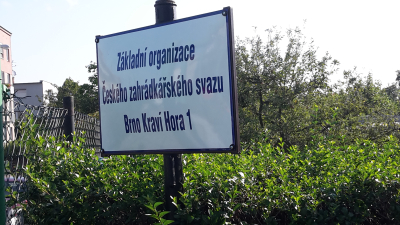 Základní organizace
Českého zahrádkářského svazu
Brno Kraví Hora 1